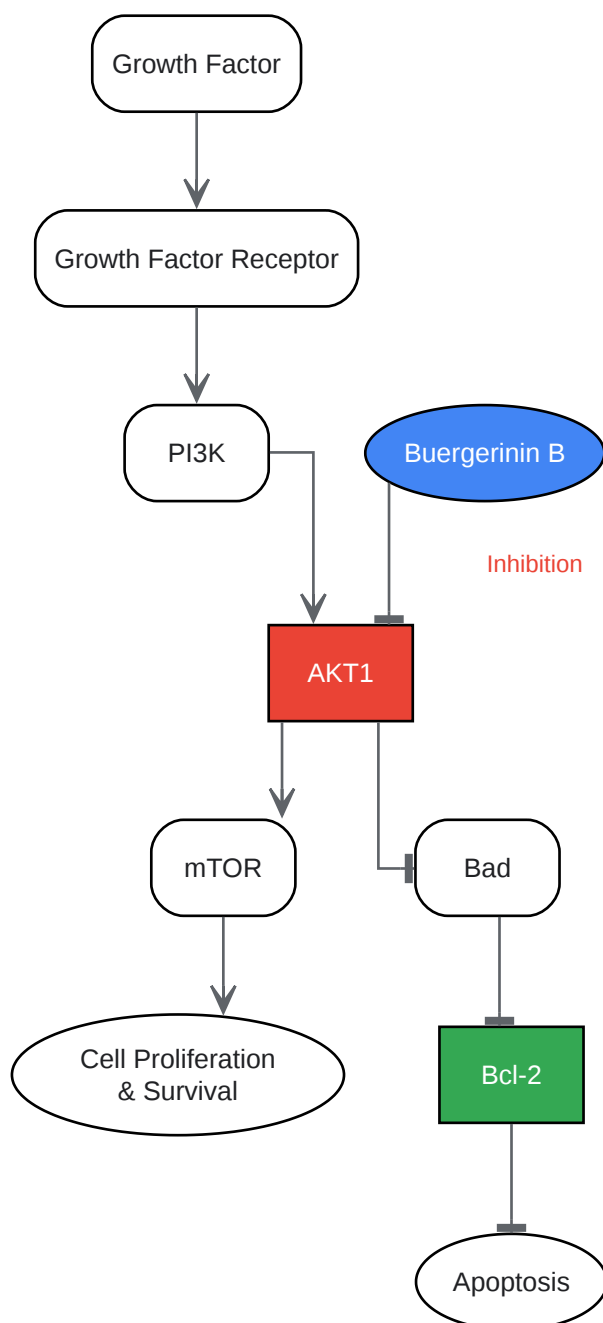 Growth Factor
Growth Factor Receptor
PI3K
Buergerinin B
Inhibition
AKT1
mTOR
Bad
Cell Proliferation
& Survival
Bcl-2
Apoptosis